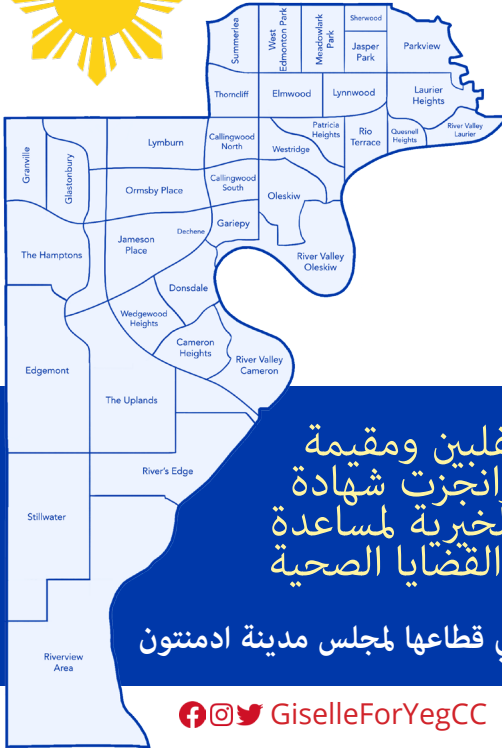 Summerlea
West
Edmonton Park
Meadowlark
Park
Sherwood
Jasper
Park
Parkview
Thorncliff
Elmwood
Lynnwood
Laurier
Heights
Granville
Glastonbury
Lymburn
Callingwood
North
Westridge
Patricia
Heights
Rio
Terrace
Quesnell
Heights
River Valley
Laurier
Ormsby Place
Callingwood
South
Oleskiw
The Hamptons
Jameson
Place
Dechene
Gariepy
River Valley
Oleskiw
Donsdale
Wedgewood
Heights
Cameron
Heights
River Valley
Cameron
Edgemont
The Uplands
River's Edge
Stillwater
Riverview
Area
ومقيمة
انجزت شهادة
لمساعدة
القضايا الصحية
قطاعها لمجلس مدينة ادمنتون
GiselleForYegCC